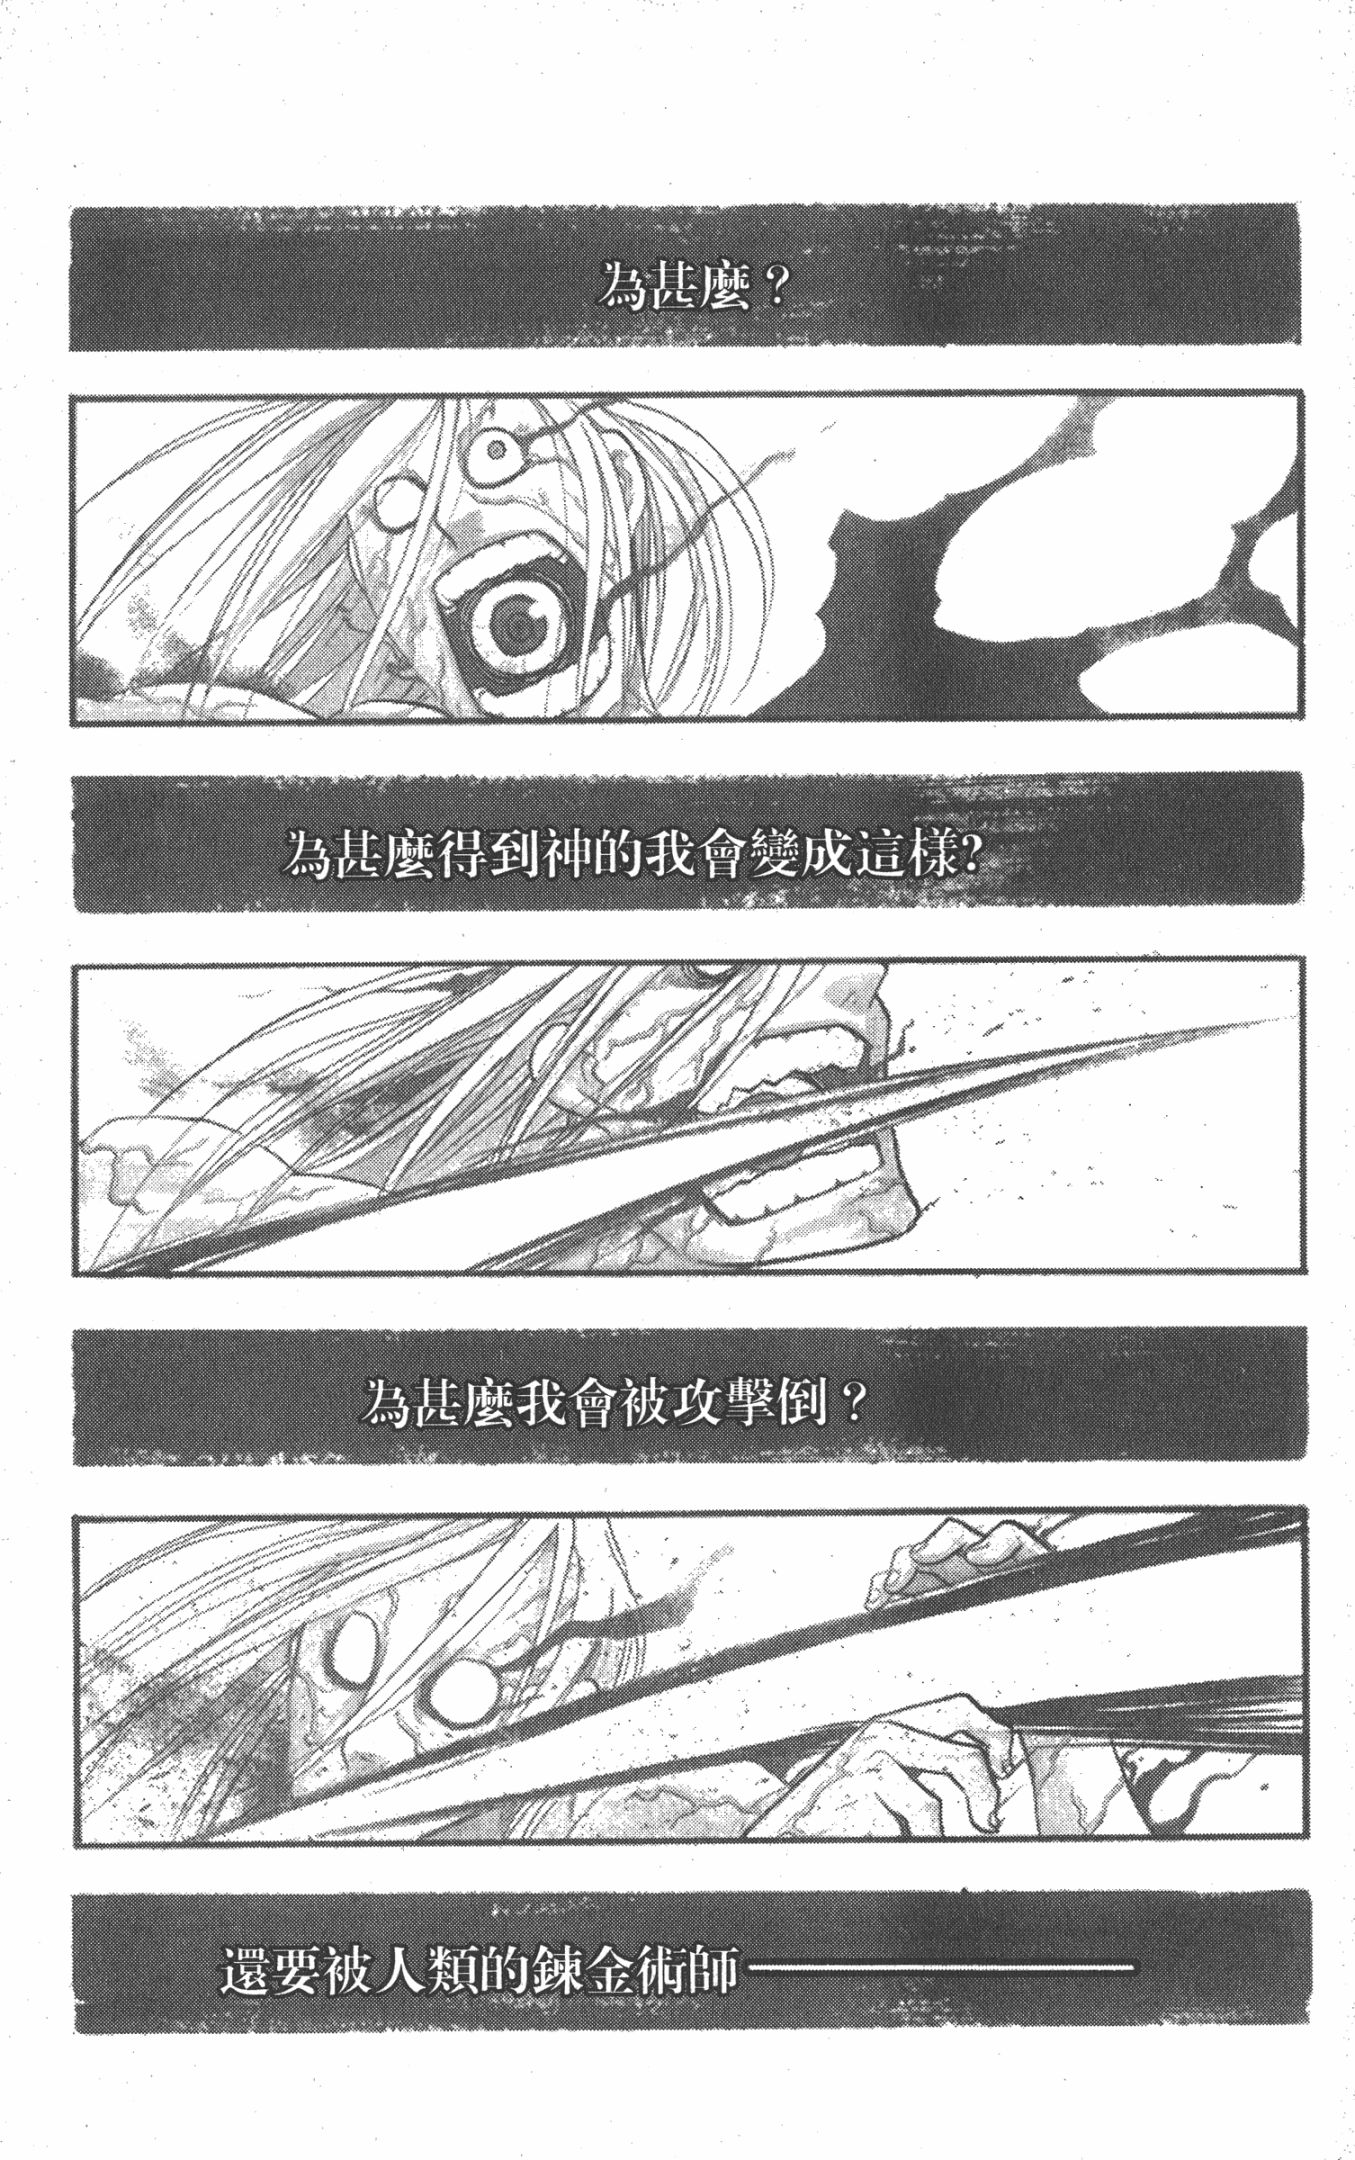 為甚麼？
為甚麼得到神的我會變成這樣?
為甚麼我會被攻擊倒？
還要被人類的鍊金術師——————